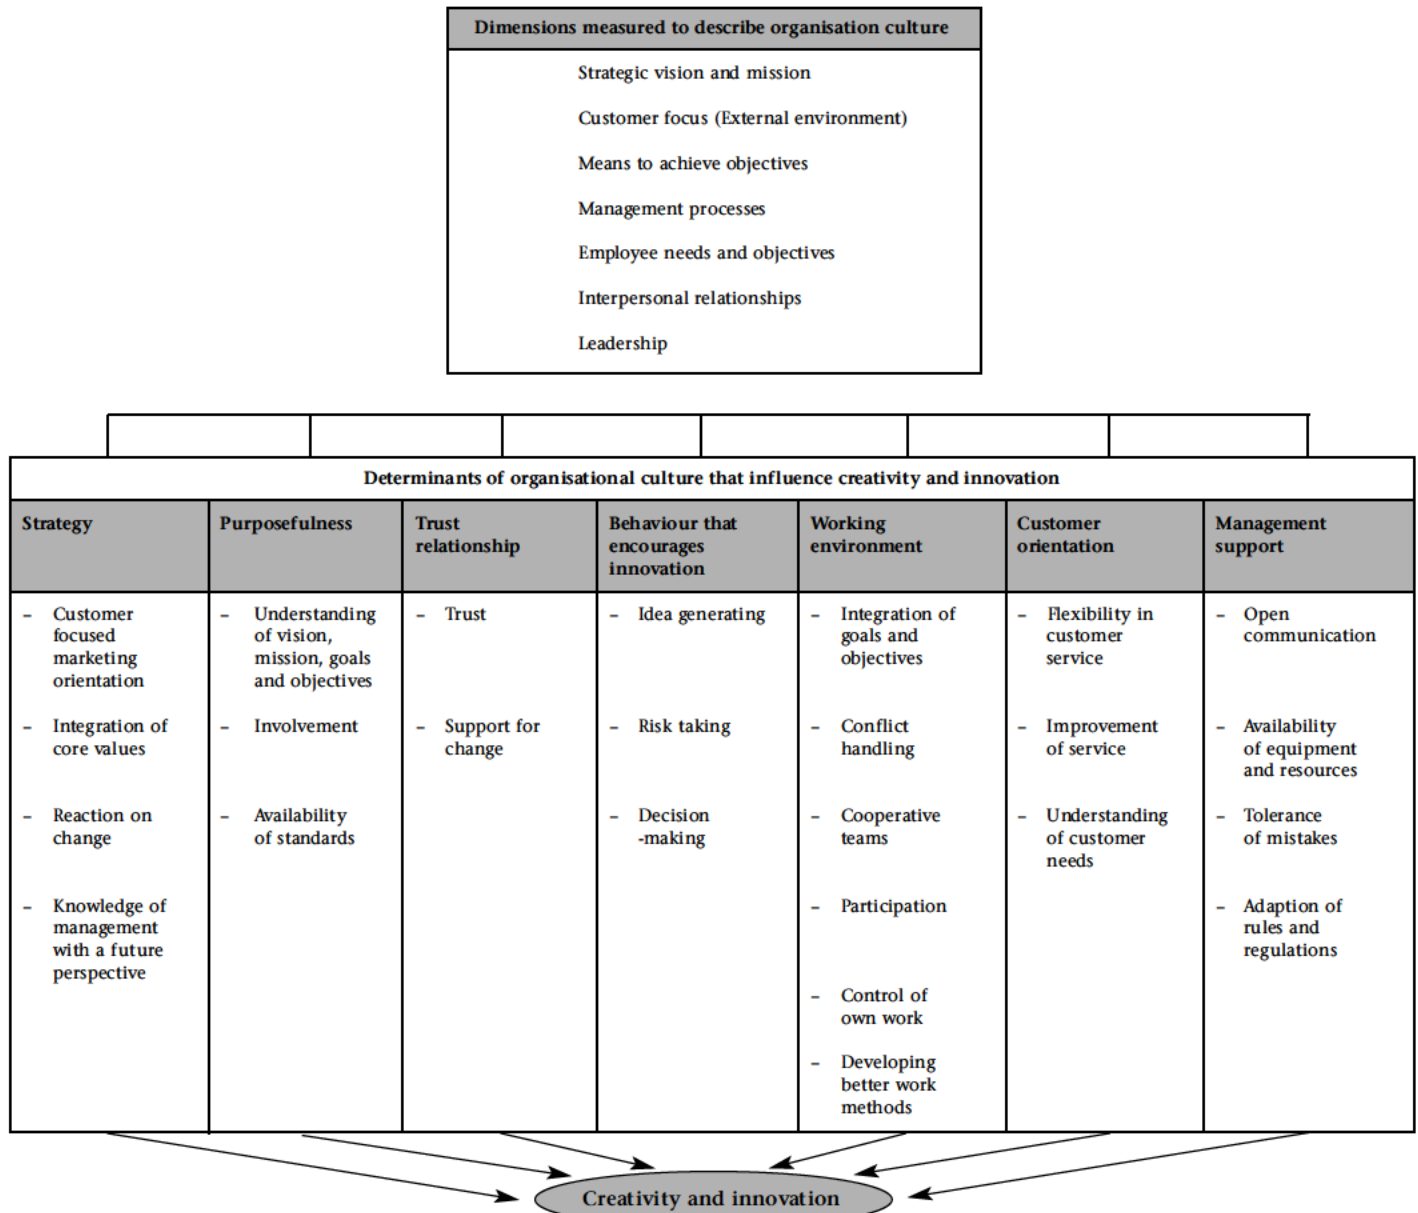 Dimensions measured to describe organisation culture
Strategic vision and mission
Customer focus (External environment)
Means to achieve objectives
Management processes
Employee needs and objectives
Interpersonal relationships
Leadership
Determinants of organisational culture that influence creativity and innovation
Strategy
Purposefulness
Trust
relationship
Behaviour that
encourages
innovation
Working
environment
Customer
orientation
Management
support
– Customer
focused
marketing
orientation
– Integration of
core values
– Reaction on
change
– Knowledge of
management
with a future
perspective
– Understanding
of vision,
mission, goals
and objectives
– Involvement
– Availability
of standards
– Trust
– Support for
change
– Idea generating
– Risk taking
– Decision
-making
– Integration of
goals and
objectives
– Conflict
handling
– Cooperative
teams
– Participation
– Control of
own work
– Developing
better work
methods
– Flexibility in
customer
service
– Improvement
of service
– Understanding
of customer
needs
– Open
communication
– Availability
of equipment
and resources
– Tolerance
of mistakes
– Adaption of
rules and
regulations
Creativity and innovation